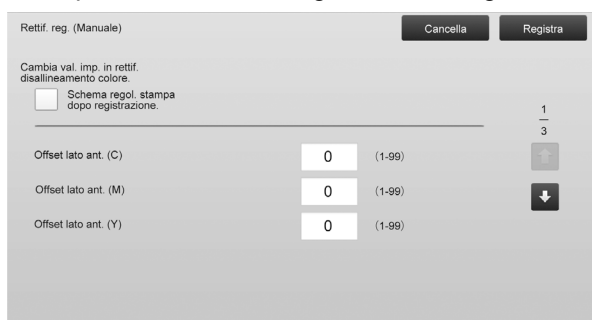 Rettif. reg. (Manuale)
Cancella
Registra
Cambia val. imp. in rettif.
disallineamento colore.
Schema regol. stampa
dopo registrazione.
1
3
Offset lato ant. (C)
0
(1-99)
Offset lato ant. (M)
0
(1-99)
Offset lato ant. (Y)
0
(1-99)